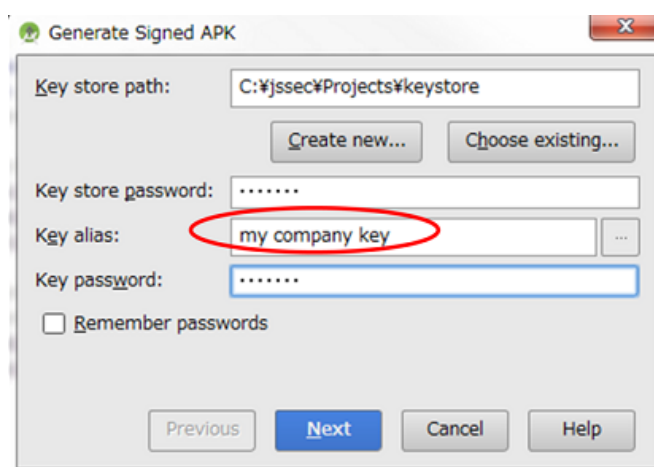 Generate Signed APK
Key store path: C:¥jssec¥Projects¥keystore
Create new... Choose existing...
Key store password: •••••••
Key alias: my company key ...
Key password: •••••••
Remember passwords
Previous Next Cancel Help